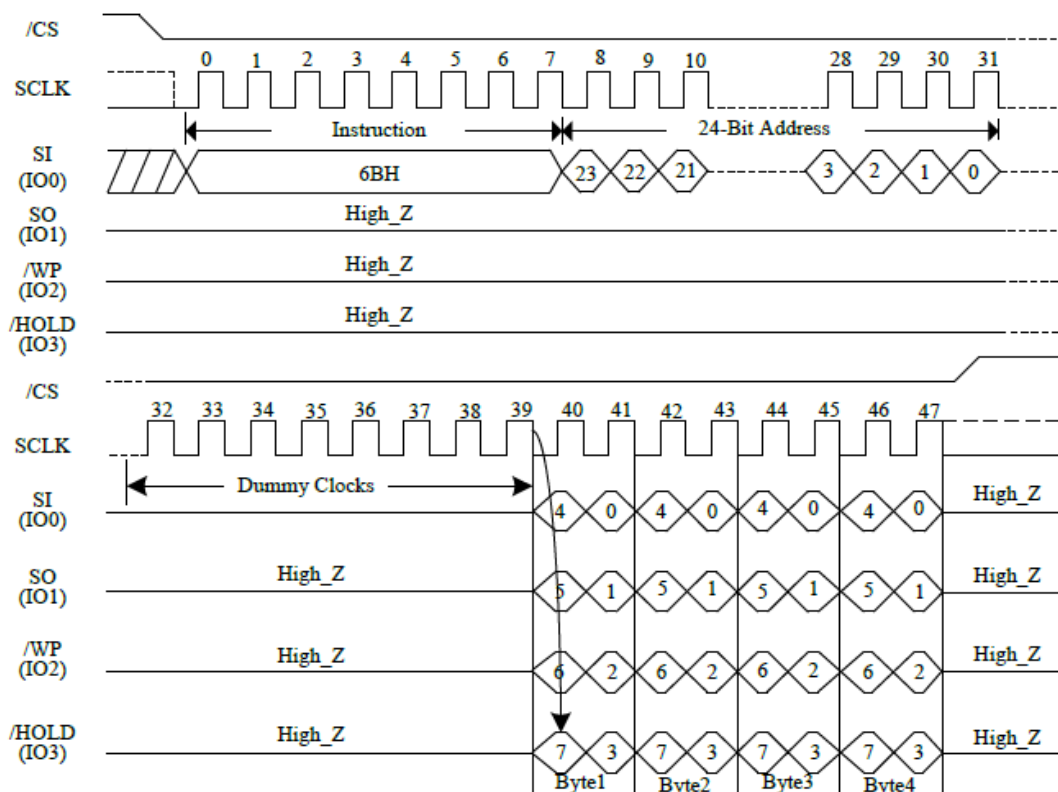 /CS
0 1 2 3 4 5 6 7 8 9 10 28 29 30 31
SCLK
Instruction 24-Bit Address
SI
(IO0)
6BH 23 22 21 3 2 1 0
SO
(IO1)
High_Z
/WP
(IO2)
High_Z
/HOLD
(IO3)
High_Z
/CS
32 33 34 35 36 37 38 39 40 41 42 43 44 45 46 47
SCLK
Dummy Clocks
SI
(IO0)
4 0 4 0 4 0 4 0 High_Z
SO
(IO1)
High_Z 5 1 5 1 5 1 5 1 High_Z
/WP
(IO2)
High_Z 6 2 6 2 6 2 6 2 High_Z
/HOLD
(IO3)
High_Z 7 3 7 3 7 3 7 3 High_Z
Byte1 Byte2 Byte3 Byte4